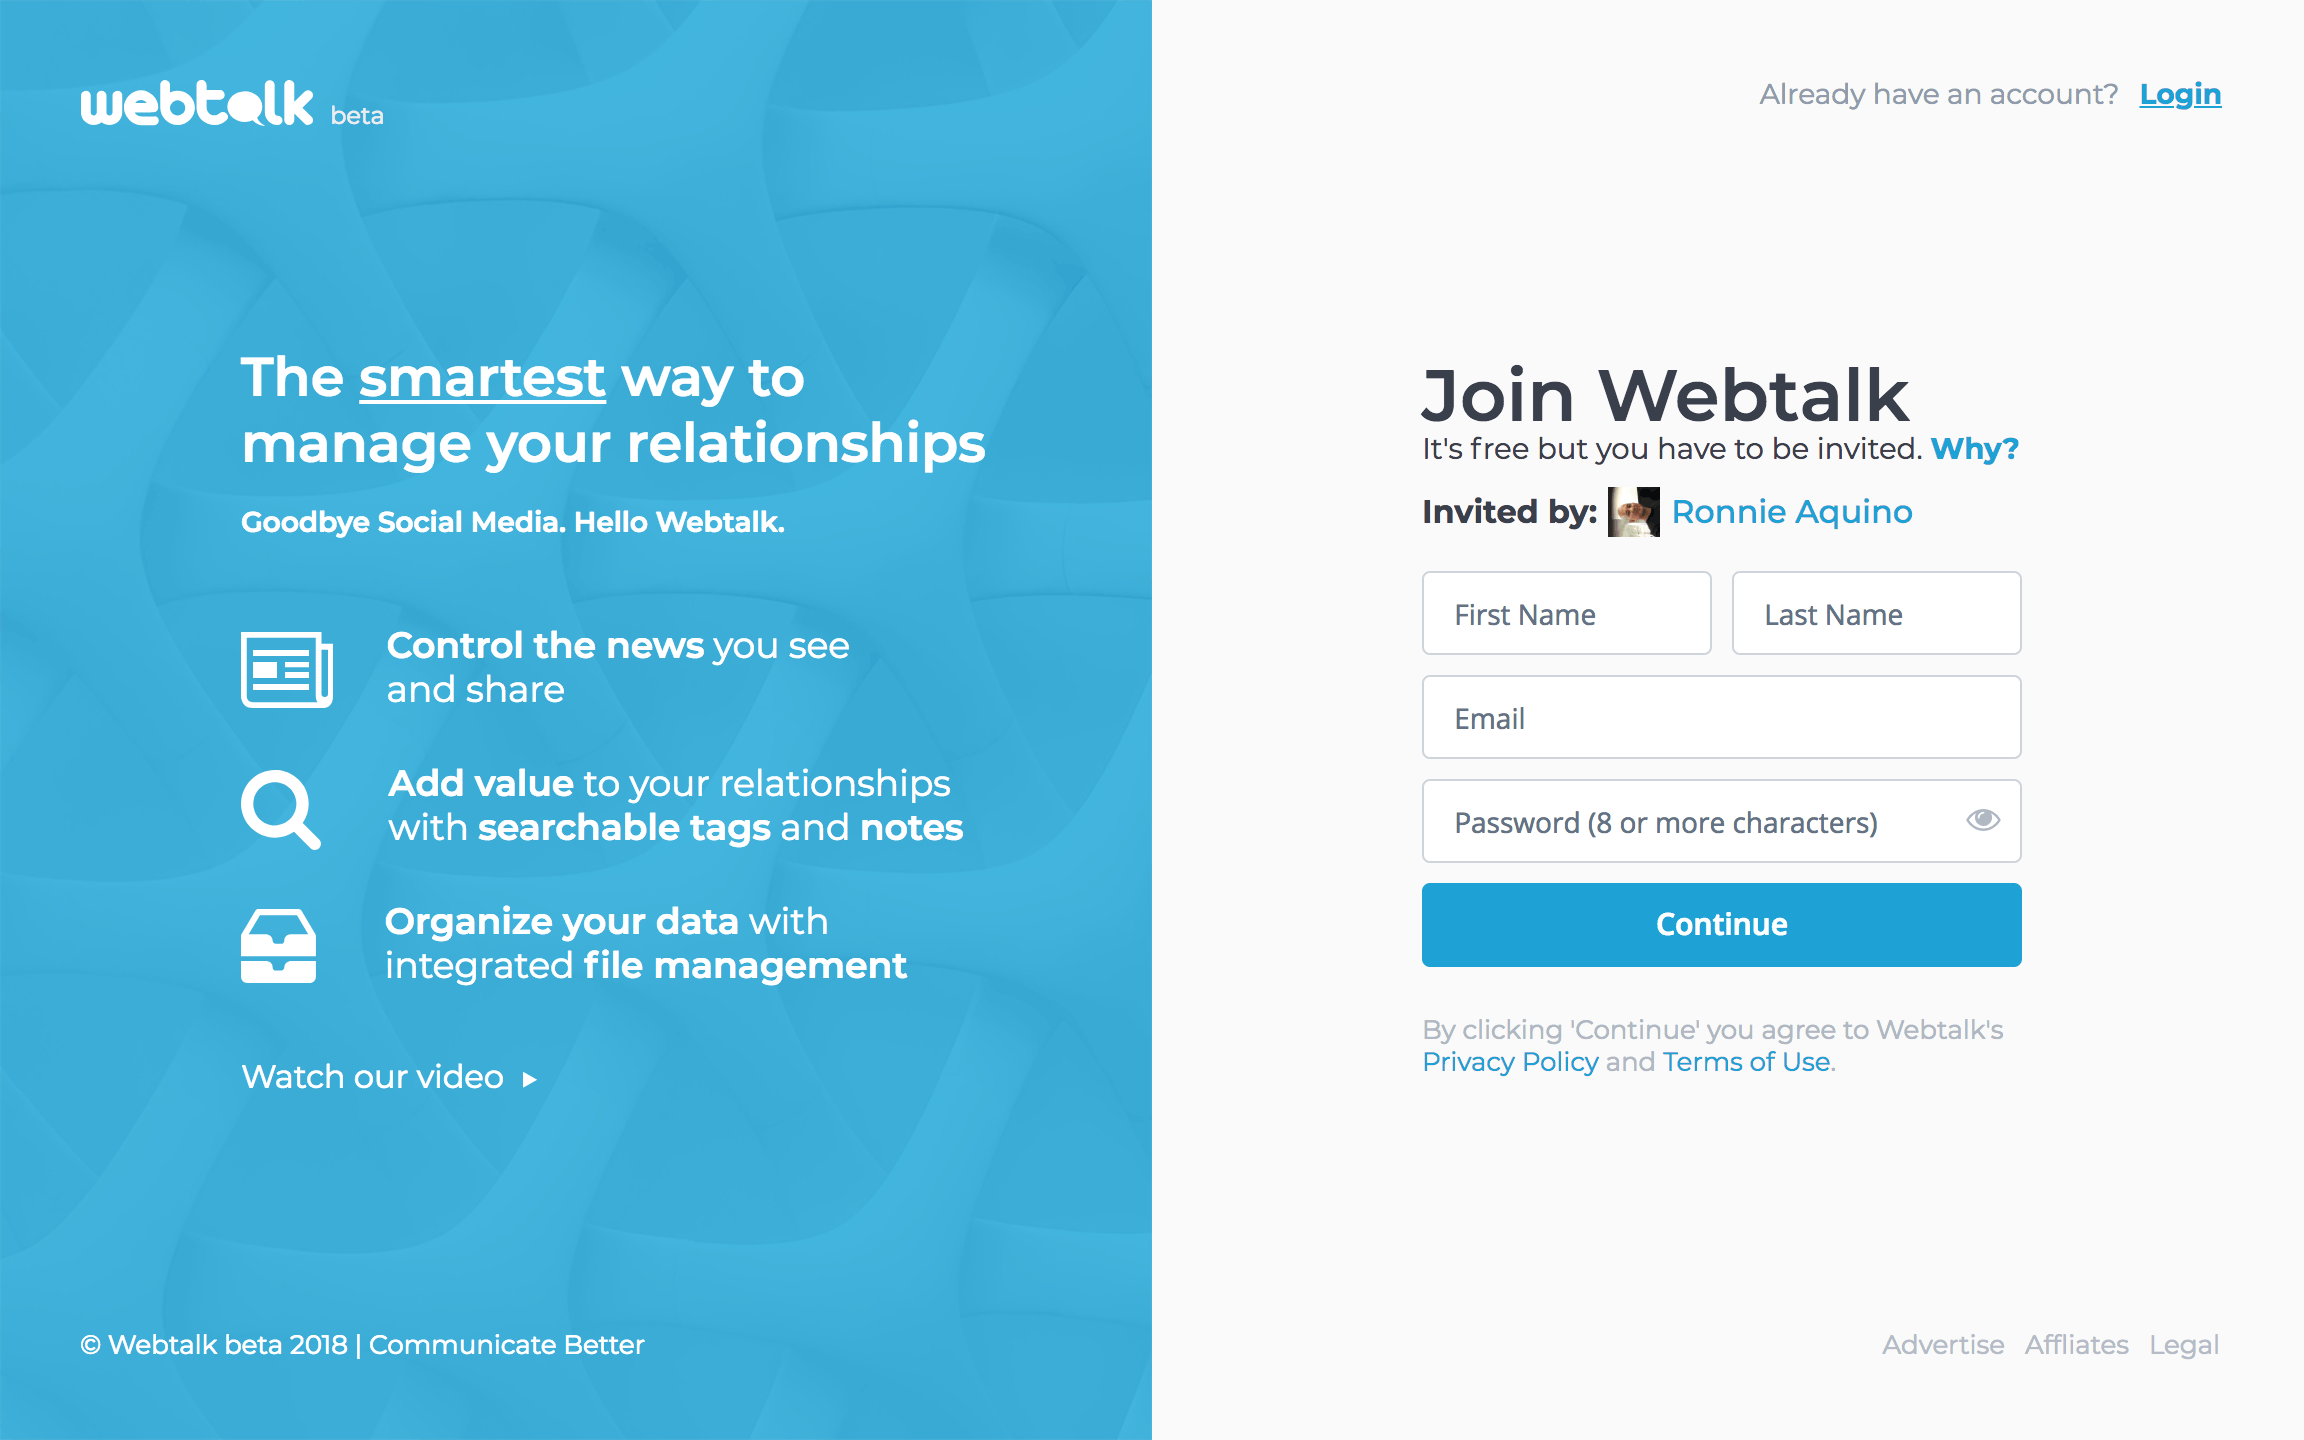 webtalk beta
Already have an account? Login
The smartest way to
manage your relationships
Goodbye Social Media. Hello Webtalk.
Control the news you see
and share
Add value to your relationships
with searchable tags and notes
Organize your data with
integrated file management
Watch our video
© Webtalk beta 2018 | Communicate Better
Join Webtalk
It's free but you have to be invited. Why?
Invited by: Ronnie Aquino
First Name Last Name
Email
Password (8 or more characters)
Continue
By clicking 'Continue' you agree to Webtalk's
Privacy Policy and Terms of Use.
Advertise Affliates Legal